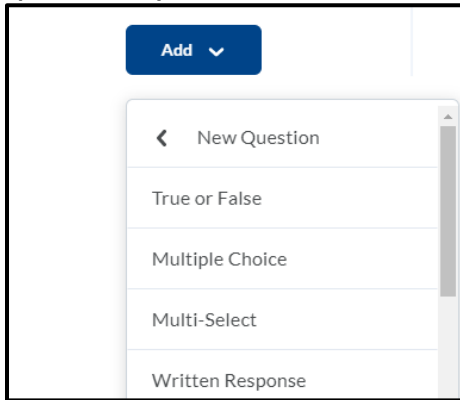 Add
New Question
True or False
Multiple Choice
Multi-Select
Written Response